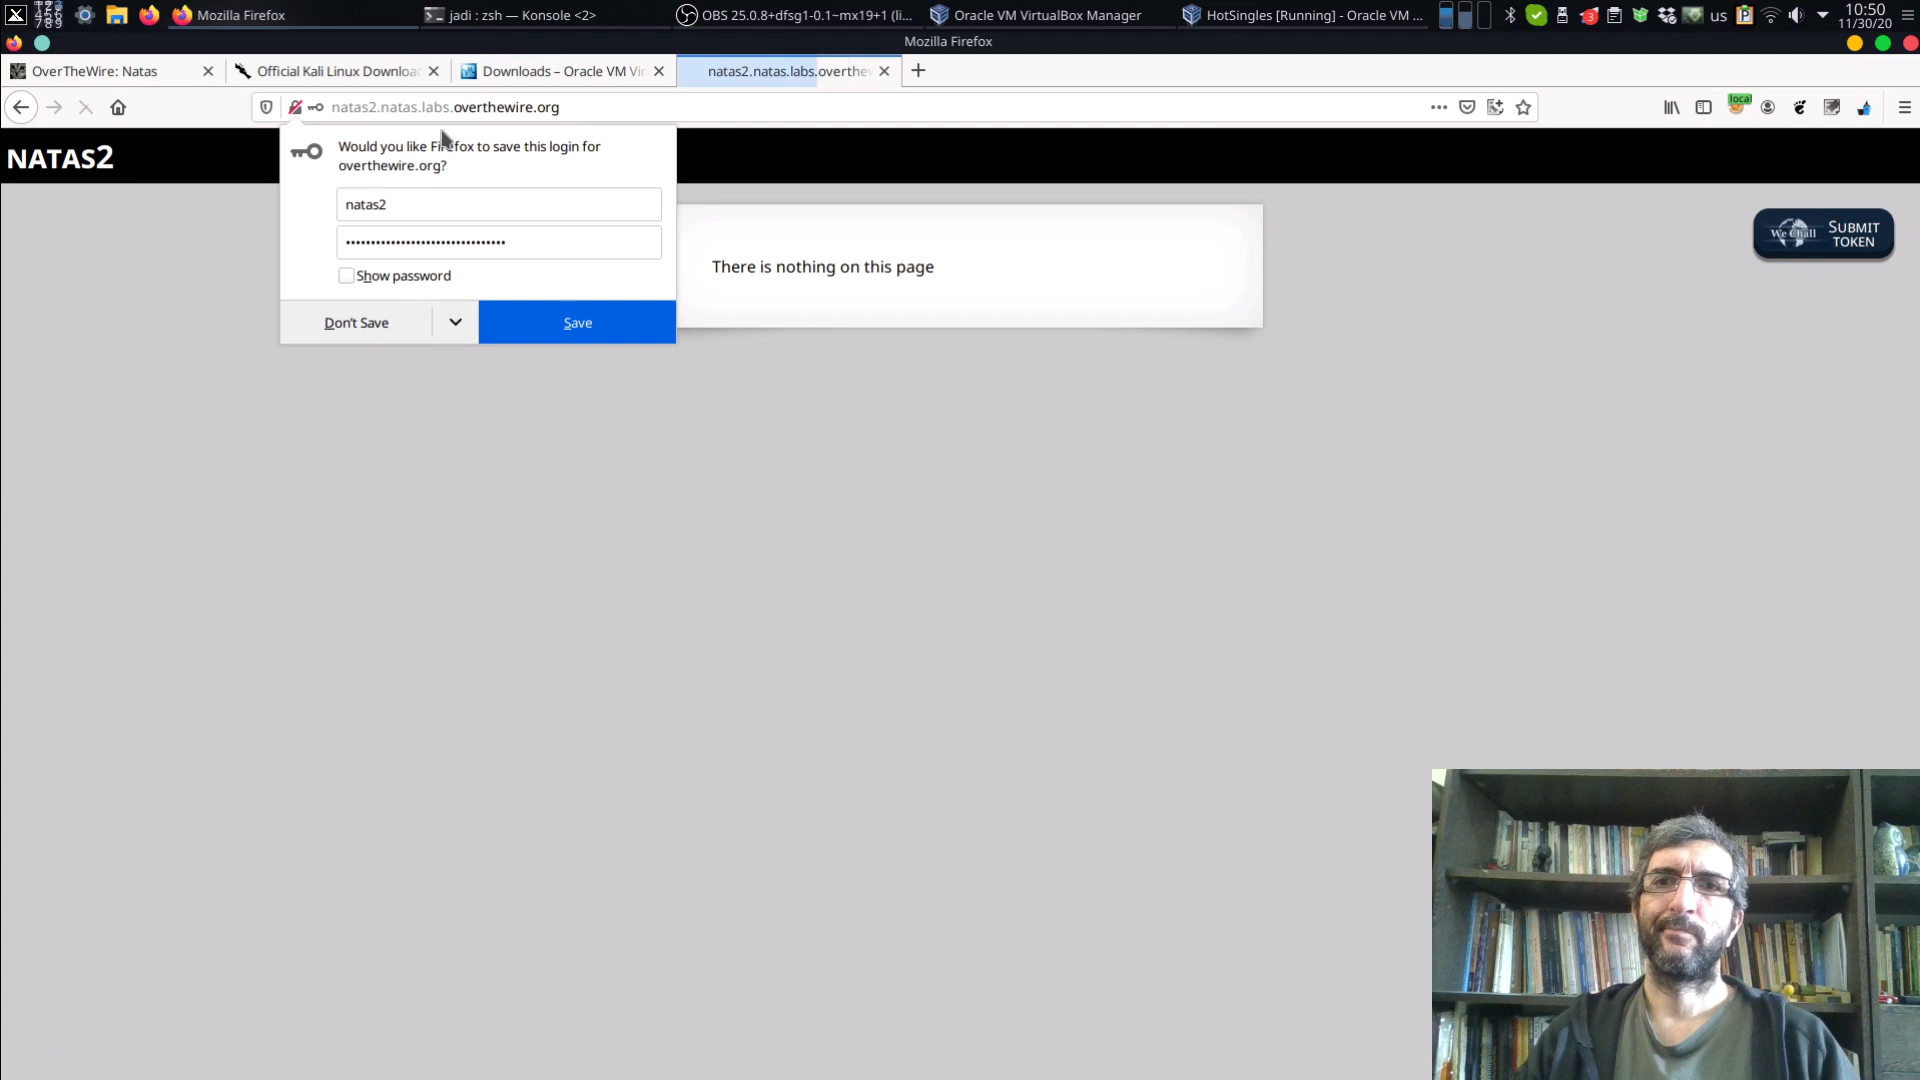 Mozilla Firefox
jadi : zsh — Konsole <2>
OBS 25.0.8+dfsg1-0.1~mx19+1 (li...
Oracle VM VirtualBox Manager
HotSingles [Running] - Oracle VM ...
us
10:50
11/30/20
Mozilla Firefox
OverTheWire: Natas
Official Kali Linux Downloa
Downloads – Oracle VM Vi
natas2.natas.labs.overthe
natas2.natas.labs.overthewire.org
local
NATAS2
Would you like Firefox to save this login for
overthewire.org?
natas2
••••••••••••••••••••••••••••••••
Show password
Don't Save
Save
There is nothing on this page
We Chall
SUBMIT
TOKEN